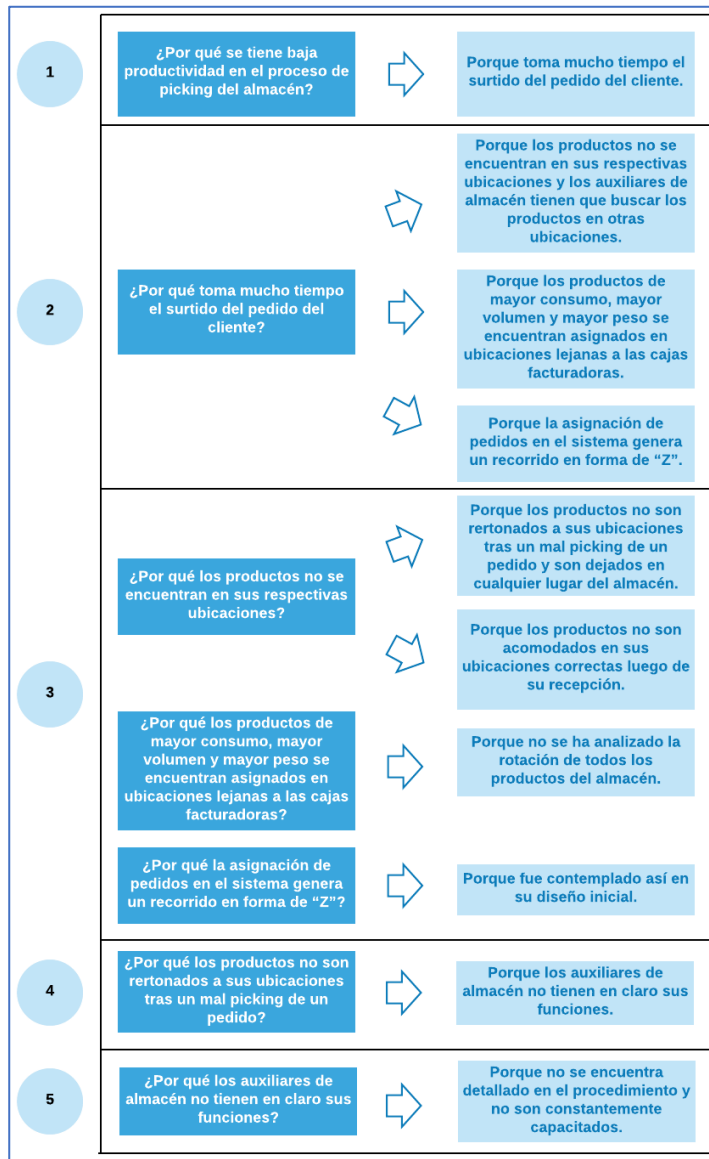 1
¿Por qué se tiene baja
productividad en el proceso de
picking del almacén?
Porque toma mucho tiempo el
surtido del pedido del cliente.
2
¿Por qué toma mucho tiempo
el surtido del pedido del
cliente?
Porque los productos no se
encuentran en sus respectivas
ubicaciones y los auxiliares de
almacén tienen que buscar los
productos en otras
ubicaciones.
Porque los productos de
mayor consumo, mayor
volumen y mayor peso se
encuentran asignados en
ubicaciones lejanas a las cajas
facturadoras.
Porque la asignación de
pedidos en el sistema genera
un recorrido en forma de “Z”.
3
¿Por qué los productos no se
encuentran en sus respectivas
ubicaciones?
Porque los productos no son
rertonados a sus ubicaciones
tras un mal picking de un
pedido y son dejados en
cualquier lugar del almacén.
Porque los productos no son
acomodados en sus
ubicaciones correctas luego de
su recepción.
¿Por qué los productos de
mayor consumo, mayor
volumen y mayor peso se
encuentran asignados en
ubicaciones lejanas a las cajas
facturadoras?
Porque no se ha analizado la
rotación de todos los
productos del almacén.
¿Por qué la asignación de
pedidos en el sistema genera
un recorrido en forma de “Z”?
Porque fue contemplado así en
su diseño inicial.
4
¿Por qué los productos no son
rertonados a sus ubicaciones
tras un mal picking de un
pedido?
Porque los auxiliares de
almacén no tienen en claro sus
funciones.
5
¿Por qué los auxiliares de
almacén no tienen en claro sus
funciones?
Porque no se encuentra
detallado en el procedimiento y
no son constantemente
capacitados.